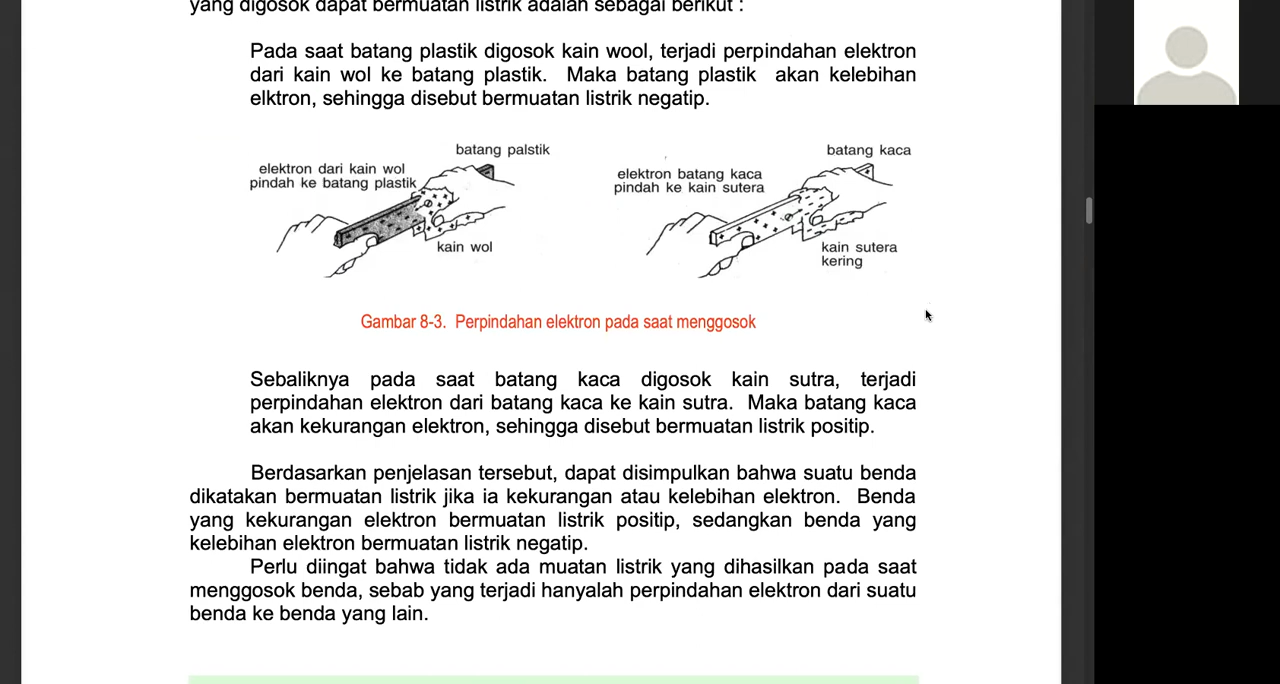 yang digosok dapat bermuatan listrik adalah sebagai berikut :
Pada saat batang plastik digosok kain wool, terjadi perpindahan elektron
dari kain wol ke batang plastik. Maka batang plastik akan kelebihan
elktron, sehingga disebut bermuatan listrik negatip.
batang palstik
elektron dari kain wol
pindah ke batang plastik
kain wol
batang kaca
elektron batang kaca
pindah ke kain sutera
kain sutera
kering
Gambar 8-3. Perpindahan elektron pada saat menggosok
Sebaliknya pada saat batang kaca digosok kain sutra, terjadi
perpindahan elektron dari batang kaca ke kain sutra. Maka batang kaca
akan kekurangan elektron, sehingga disebut bermuatan listrik positip.
Berdasarkan penjelasan tersebut, dapat disimpulkan bahwa suatu benda
dikatakan bermuatan listrik jika ia kekurangan atau kelebihan elektron. Benda
yang kekurangan elektron bermuatan listrik positip, sedangkan benda yang
kelebihan elektron bermuatan listrik negatip.
Perlu diingat bahwa tidak ada muatan listrik yang dihasilkan pada saat
menggosok benda, sebab yang terjadi hanyalah perpindahan elektron dari suatu
benda ke benda yang lain.